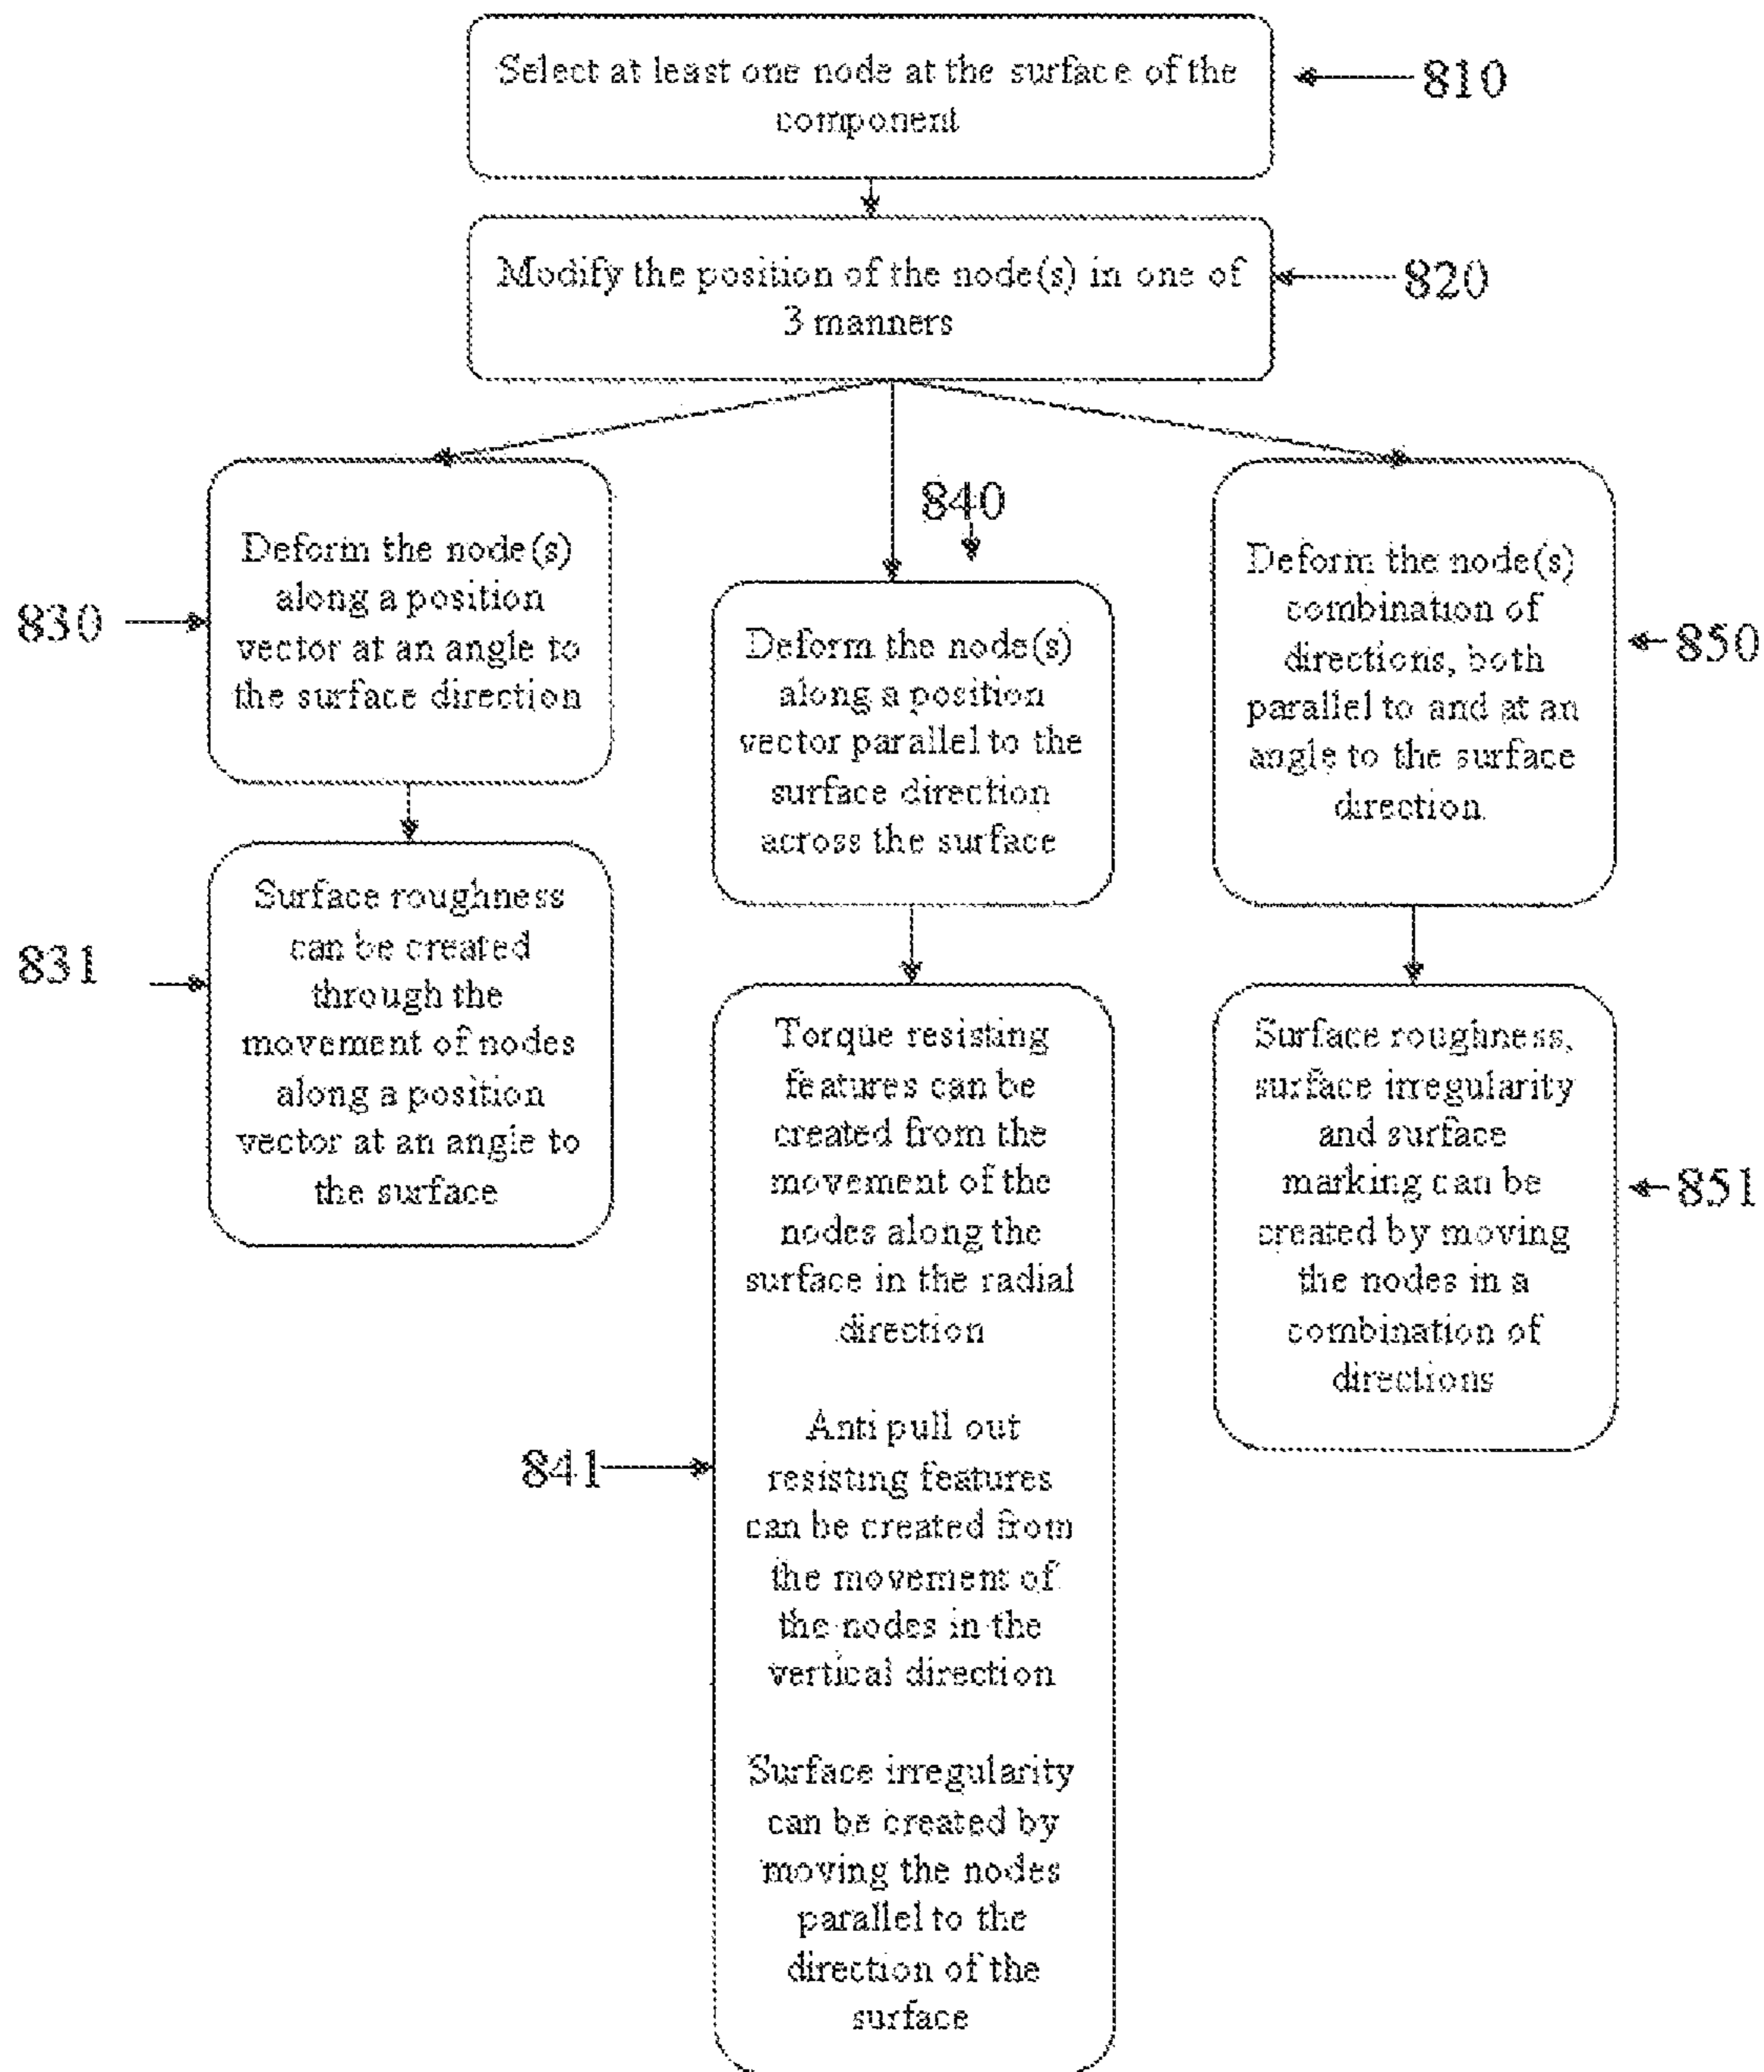 Select at least one node at the surface of the
component
810
Modify the position of the node(s) in one of
3 manners
820
830
Deform the node(s)
along a position
vector at an angle to
the surface direction
840
Deform the node(s)
along a position
vector parallel to the
surface direction
across the surface
Deform the node(s)
combination of
directions, both
parallel to and at an
angle to the surface
direction.
850
831
Surface roughness
can be created
through the
movement of nodes
along a position
vector at an angle to
the surface
841
Torque resisting
features can be
created from the
movement of the
nodes along the
surface in the radial
direction
Anti pull out
resisting features
can be created from
the movement of
the nodes in the
vertical direction
Surface irregularity
can be created by
moving the nodes
parallel to the
direction of the
surface
Surface roughness,
surface irregularity
and surface
marking can be
created by moving
the nodes in a
combination of
directions
851